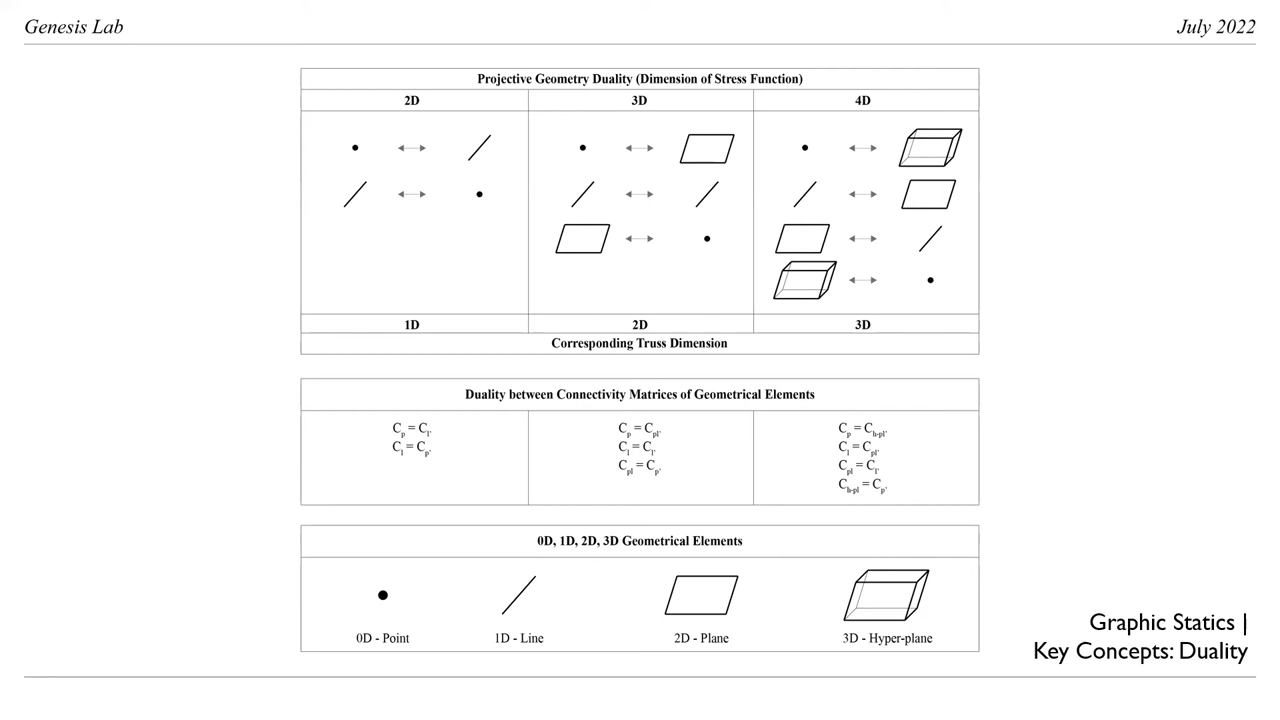 Genesis Lab
July 2022
Projective Geometry Duality (Dimension of Stress Function)
2D 3D 4D
1D 2D 3D
Corresponding Truss Dimension
Duality between Connectivity Matrices of Geometrical Elements
Cp = Cl' Cp = Cpl' Cp = Ch-pl'
Cl = Cp' Cl = Cl' Cl = Cpl'
Cpl = Cp' Cpl = Cl'
Ch-pl = Cp'
0D, 1D, 2D, 3D Geometrical Elements
0D - Point 1D - Line 2D - Plane 3D - Hyper-plane
Graphic Statics |
Key Concepts: Duality